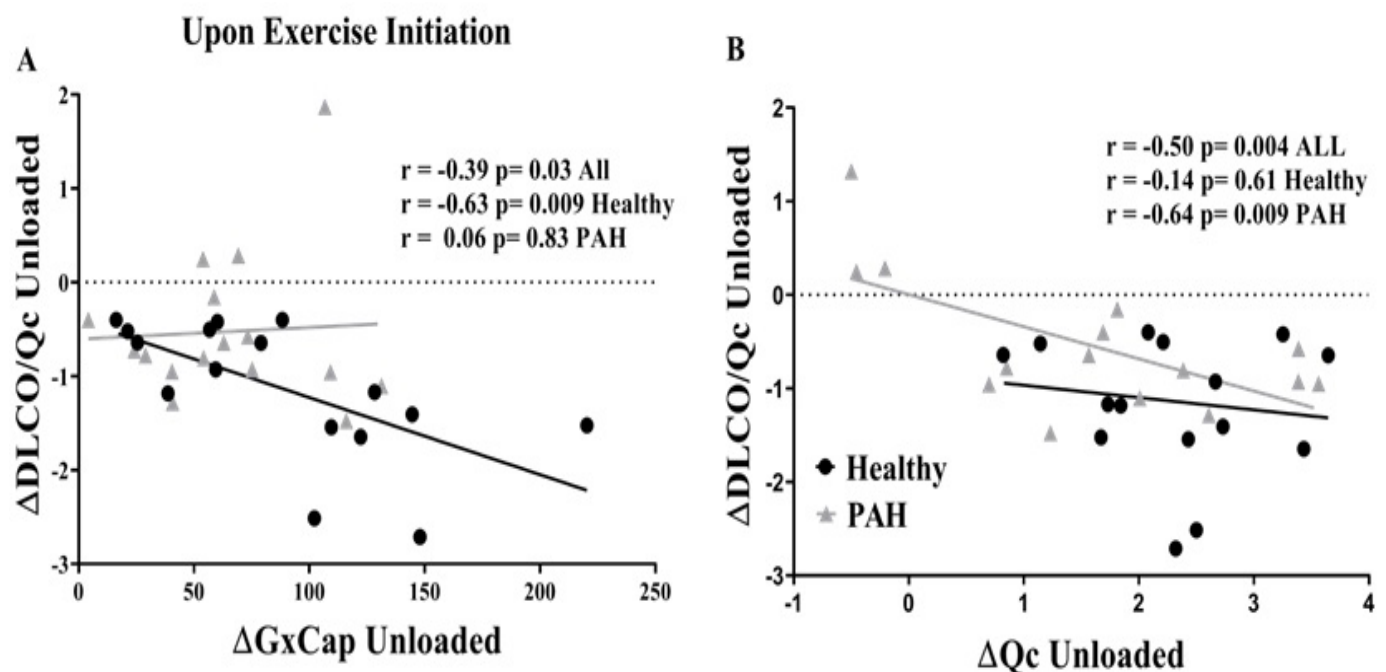 Upon Exercise Initiation
A
ΔDLCO/Qc Unloaded
2
1
0
-1
-2
-3
r = -0.39 p= 0.03 All
r = -0.63 p= 0.009 Healthy
r = 0.06 p= 0.83 PAH
0 50 100 150 200 250
ΔGxCap Unloaded
B
ΔDLCO/Qc Unloaded
2
1
0
-1
-2
-3
r = -0.50 p= 0.004 ALL
r = -0.14 p= 0.61 Healthy
r = -0.64 p= 0.009 PAH
Healthy
PAH
-1 0 1 2 3 4
ΔQc Unloaded